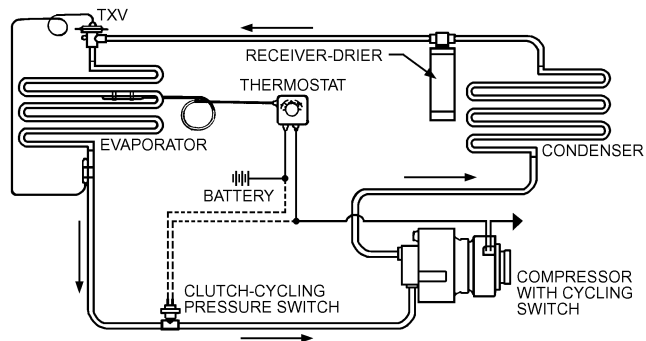 TXV
RECEIVER-DRIER
THERMOSTAT
EVAPORATOR
CONDENSER
BATTERY
CLUTCH-CYCLING
PRESSURE SWITCH
COMPRESSOR
WITH CYCLING
SWITCH